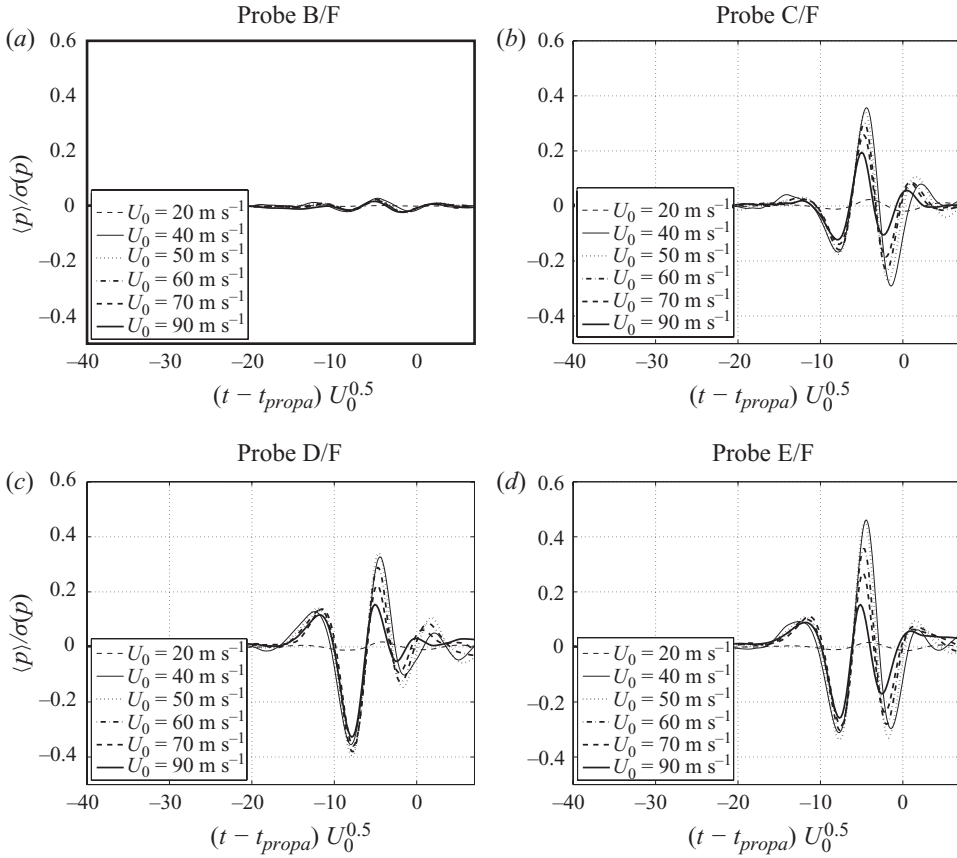 Probe B/F
(a)
0.6
0.4
0.2
0
–0.2
–0.4
⟨p⟩/σ(p)
U₀ = 20 m s⁻¹
U₀ = 40 m s⁻¹
U₀ = 50 m s⁻¹
U₀ = 60 m s⁻¹
U₀ = 70 m s⁻¹
U₀ = 90 m s⁻¹
–40 –30 –20 –10 0
(t – t_propa) U₀^0.5
Probe C/F
(b)
0.6
0.4
0.2
0
–0.2
–0.4
U₀ = 20 m s⁻¹
U₀ = 40 m s⁻¹
U₀ = 50 m s⁻¹
U₀ = 60 m s⁻¹
U₀ = 70 m s⁻¹
U₀ = 90 m s⁻¹
–40 –30 –20 –10 0
(t – t_propa) U₀^0.5
Probe D/F
(c)
0.6
0.4
0.2
0
–0.2
–0.4
⟨p⟩/σ(p)
U₀ = 20 m s⁻¹
U₀ = 40 m s⁻¹
U₀ = 50 m s⁻¹
U₀ = 60 m s⁻¹
U₀ = 70 m s⁻¹
U₀ = 90 m s⁻¹
–40 –30 –20 –10 0
(t – t_propa) U₀^0.5
Probe E/F
(d)
0.6
0.4
0.2
0
–0.2
–0.4
U₀ = 20 m s⁻¹
U₀ = 40 m s⁻¹
U₀ = 50 m s⁻¹
U₀ = 60 m s⁻¹
U₀ = 70 m s⁻¹
U₀ = 90 m s⁻¹
–40 –30 –20 –10 0
(t – t_propa) U₀^0.5